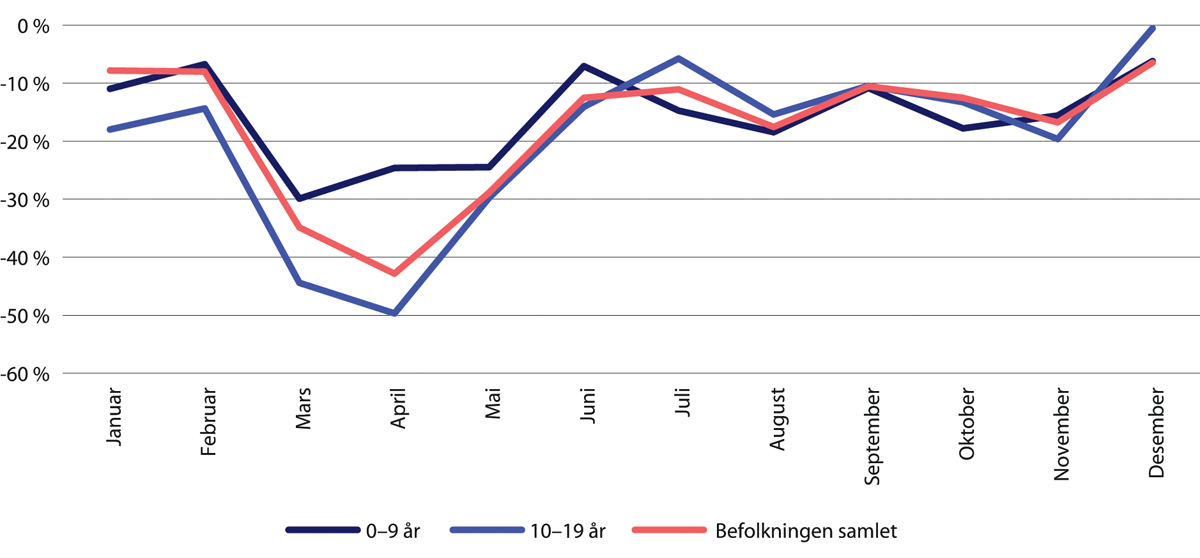 0 %
-10 %
-20 %
-30 %
-40 %
-50 %
-60 %
Januar
Februar
Mars
April
Mai
Juni
Juli
August
September
Oktober
November
Desember
0–9 år 10–19 år Befolkningen samlet